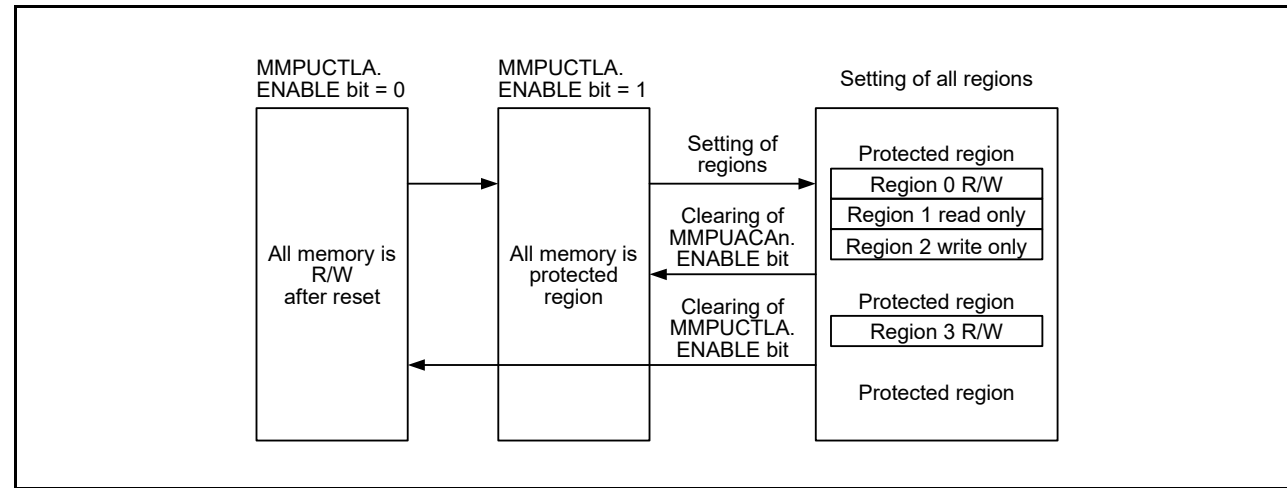 MMPUCTLA.
ENABLE bit = 0
All memory is
R/W
after reset
MMPUCTLA.
ENABLE bit = 1
All memory is
protected
region
Setting of
regions
Clearing of
MMPUACAn.
ENABLE bit
Clearing of
MMPUCTLA.
ENABLE bit
Setting of all regions
Protected region
Region 0 R/W
Region 1 read only
Region 2 write only
Protected region
Region 3 R/W
Protected region